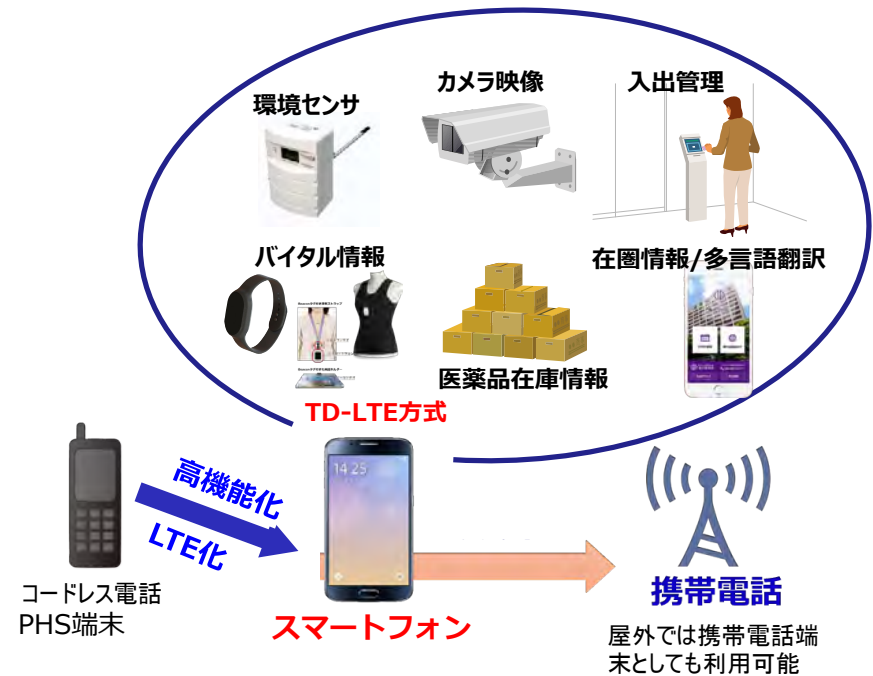 カメラ映像
入出管理
環境センサ
バイタル情報
在圏情報/多言語翻訳
医薬品在庫情報
TD-LTE方式
14 25
高機能化
LTE化
コードレス電話
PHS端末
スマートフォン
携帯電話
屋外では携帯電話端
末としても利用可能